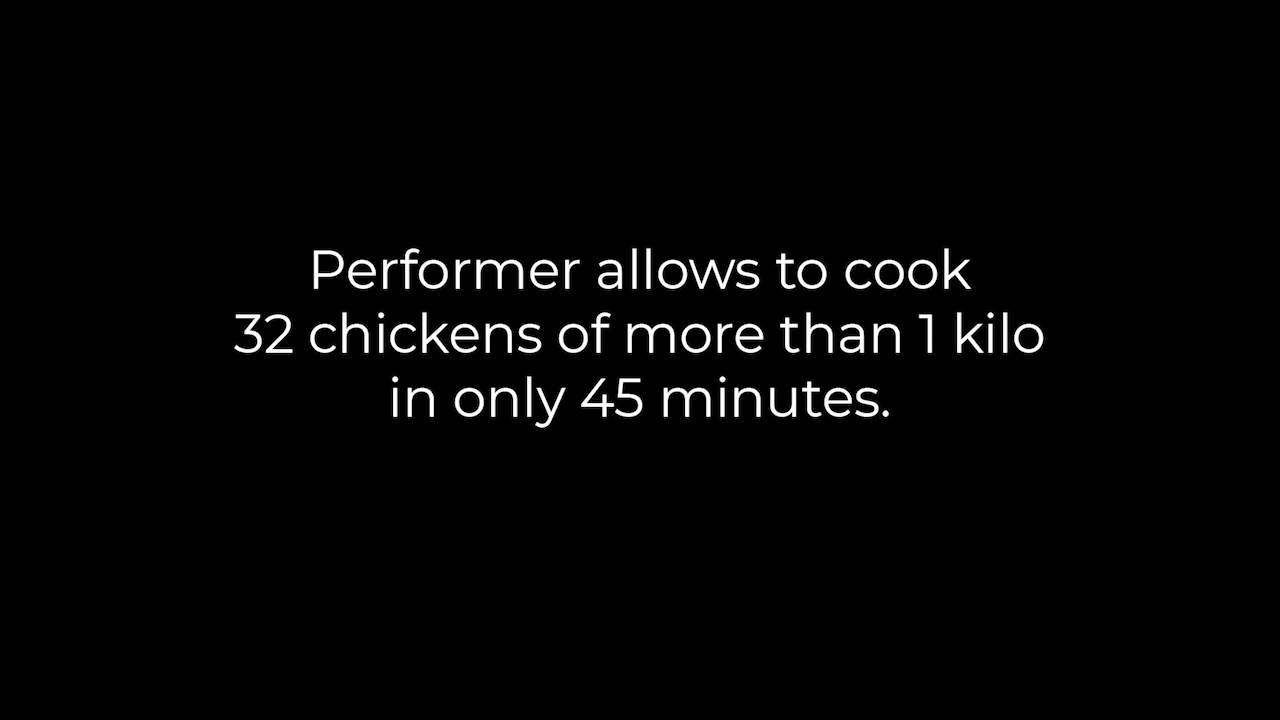 Performer allows to cook
32 chickens of more than 1 kilo
in only 45 minutes.